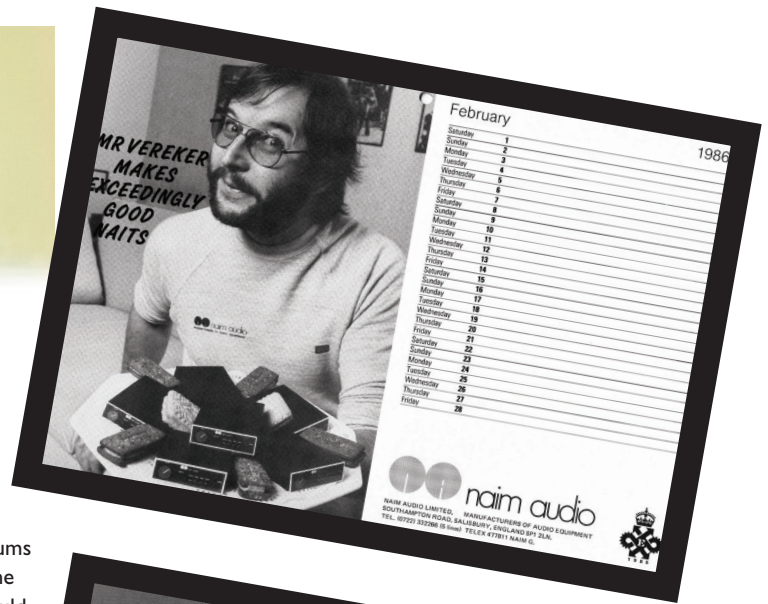 MR VEREKER
MAKES
EXCEEDINGLY
GOOD
NAITS
naim audio
February
1986
Saturday 1
Sunday 2
Monday 3
Tuesday 4
Wednesday 5
Thursday 6
Friday 7
Saturday 8
Sunday 9
Monday 10
Tuesday 11
Wednesday 12
Thursday 13
Friday 14
Saturday 15
Sunday 16
Monday 17
Tuesday 18
Wednesday 19
Thursday 20
Friday 21
Saturday 22
Sunday 23
Monday 24
Tuesday 25
Wednesday 26
Thursday 27
Friday 28
naim audio
NAIM AUDIO LIMITED, MANUFACTURERS OF AUDIO EQUIPMENT
SOUTHAMPTON ROAD, SALISBURY, ENGLAND SP1 2LN.
TEL. (0722) 332266 (5 lines) TELEX 477811 NAIM G.
1985
ums
ne